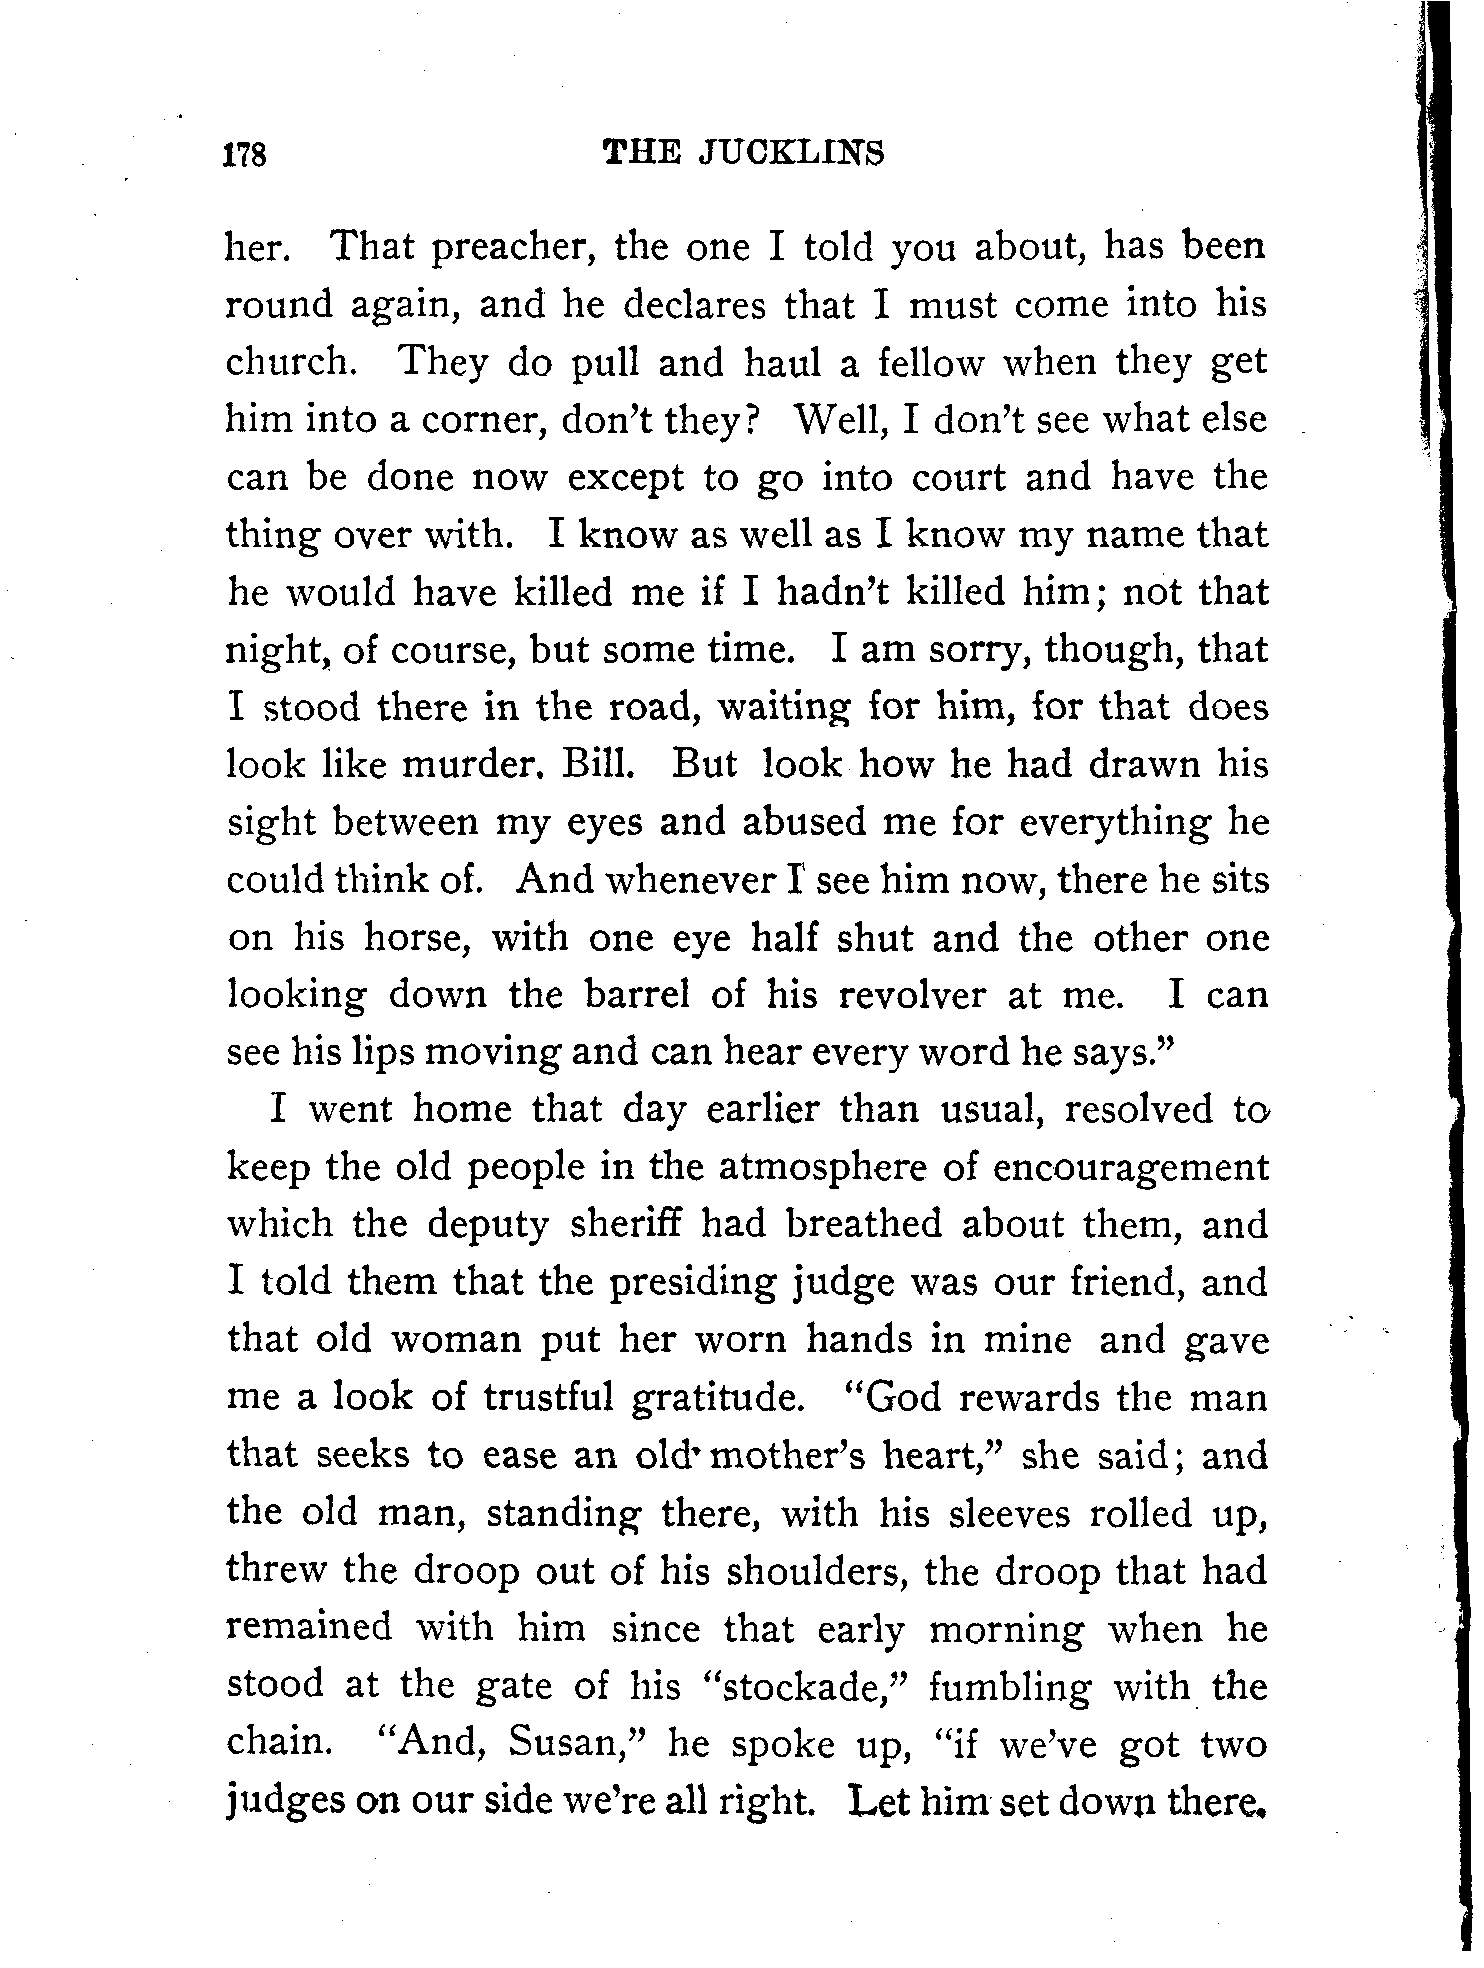 178 THE JUCKLINS
her. That preacher, the one I told you about, has been
round again, and he declares that I must come into his
church. They do pull and haul a fellow when they get
him into a corner, don't they? Well, I don't see what else
can be done now except to go into court and have the
thing over with. I know as well as I know my name that
he would have killed me if I hadn't killed him; not that
night, of course, but some time. I am sorry, though, that
I stood there in the road, waiting for him, for that does
look like murder. Bill. But look how he had drawn his
sight between my eyes and abused me for everything he
could think of. And whenever I see him now, there he sits
on his horse, with one eye half shut and the other one
looking down the barrel of his revolver at me. I can
see his lips moving and can hear every word he says.”
I went home that day earlier than usual, resolved to
keep the old people in the atmosphere of encouragement
which the deputy sheriff had breathed about them, and
I told them that the presiding judge was our friend, and
that old woman put her worn hands in mine and gave
me a look of trustful gratitude. “God rewards the man
that seeks to ease an old mother's heart,” she said; and
the old man, standing there, with his sleeves rolled up,
threw the droop out of his shoulders, the droop that had
remained with him since that early morning when he
stood at the gate of his “stockade,” fumbling with the
chain. “And, Susan,” he spoke up, “if we've got two
judges on our side we're all right. Let him set down there.